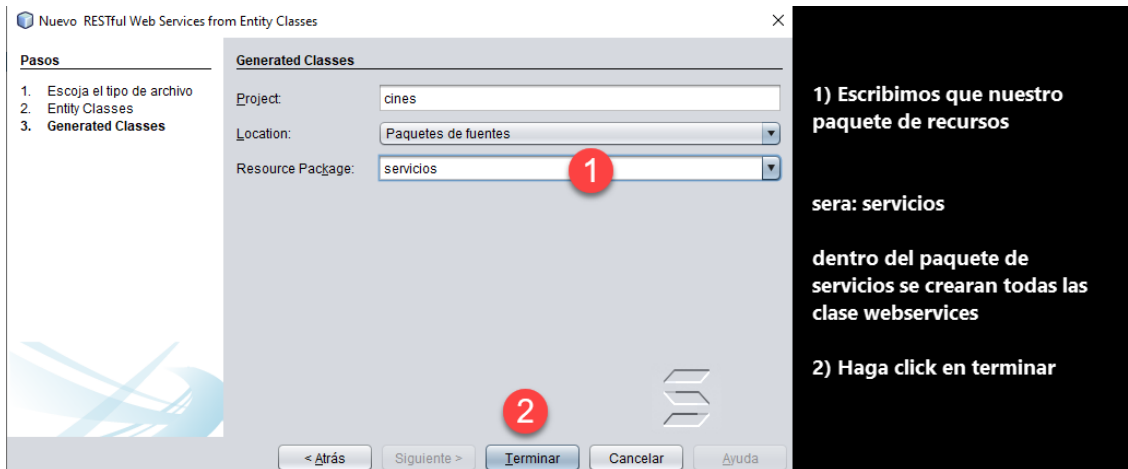 Nuevo RESTful Web Services from Entity Classes
Pasos
1. Escoja el tipo de archivo
2. Entity Classes
3. Generated Classes
Generated Classes
Project: cines
Location: Paquetes de fuentes
Resource Package: servicios
1
2
< Atrás Siguiente > Terminar Cancelar Ayuda
1) Escribimos que nuestro
paquete de recursos
sera: servicios
dentro del paquete de
servicios se crearan todas las
clase webservices
2) Haga click en terminar